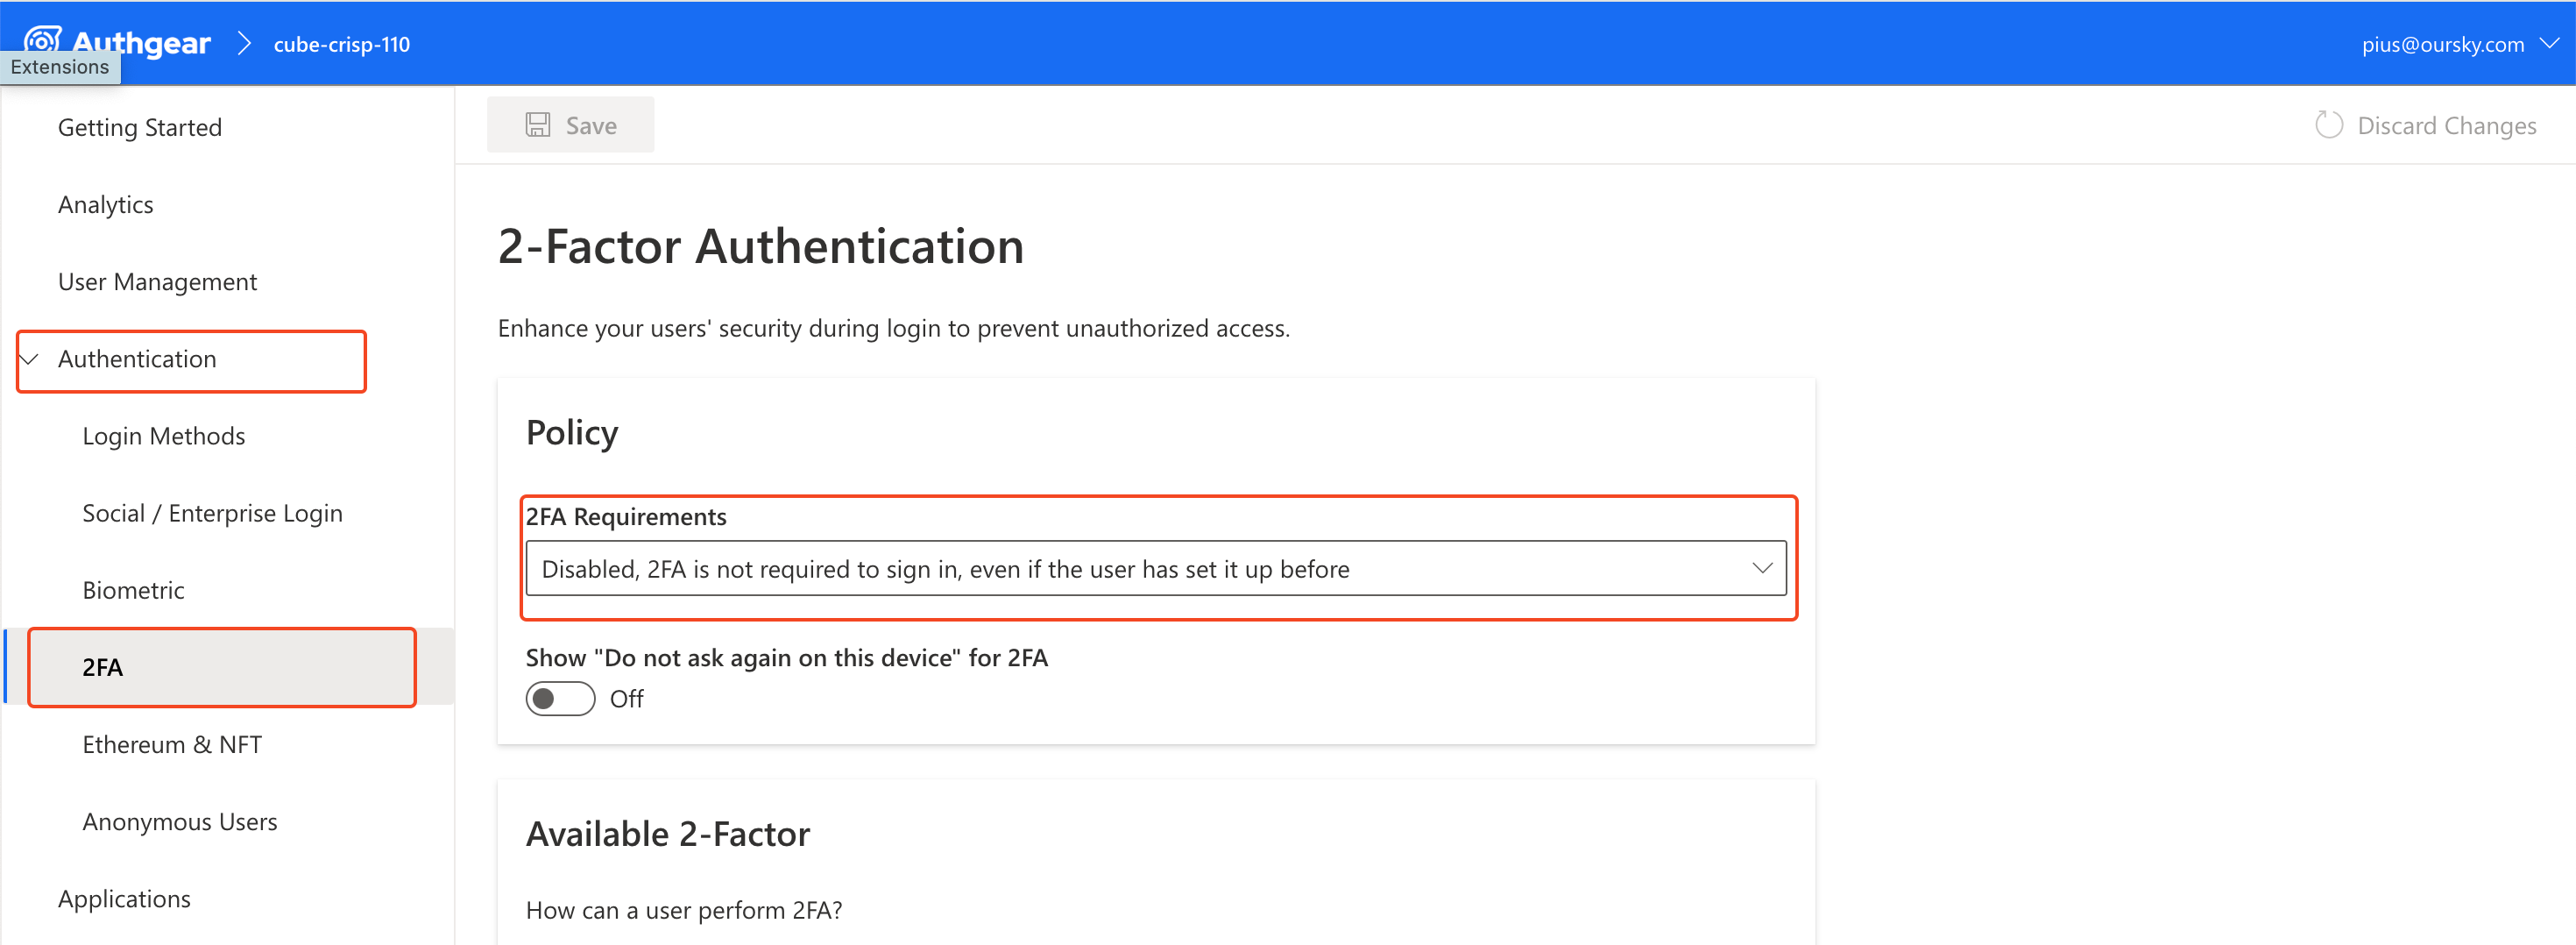 Authgear
cube-crisp-110
pius@oursky.com
Extensions
Getting Started
Analytics
User Management
Authentication
Login Methods
Social / Enterprise Login
Biometric
2FA
Ethereum & NFT
Anonymous Users
Applications
Save
Discard Changes
2-Factor Authentication
Enhance your users' security during login to prevent unauthorized access.
Policy
2FA Requirements
Disabled, 2FA is not required to sign in, even if the user has set it up before
Show "Do not ask again on this device" for 2FA
Off
Available 2-Factor
How can a user perform 2FA?